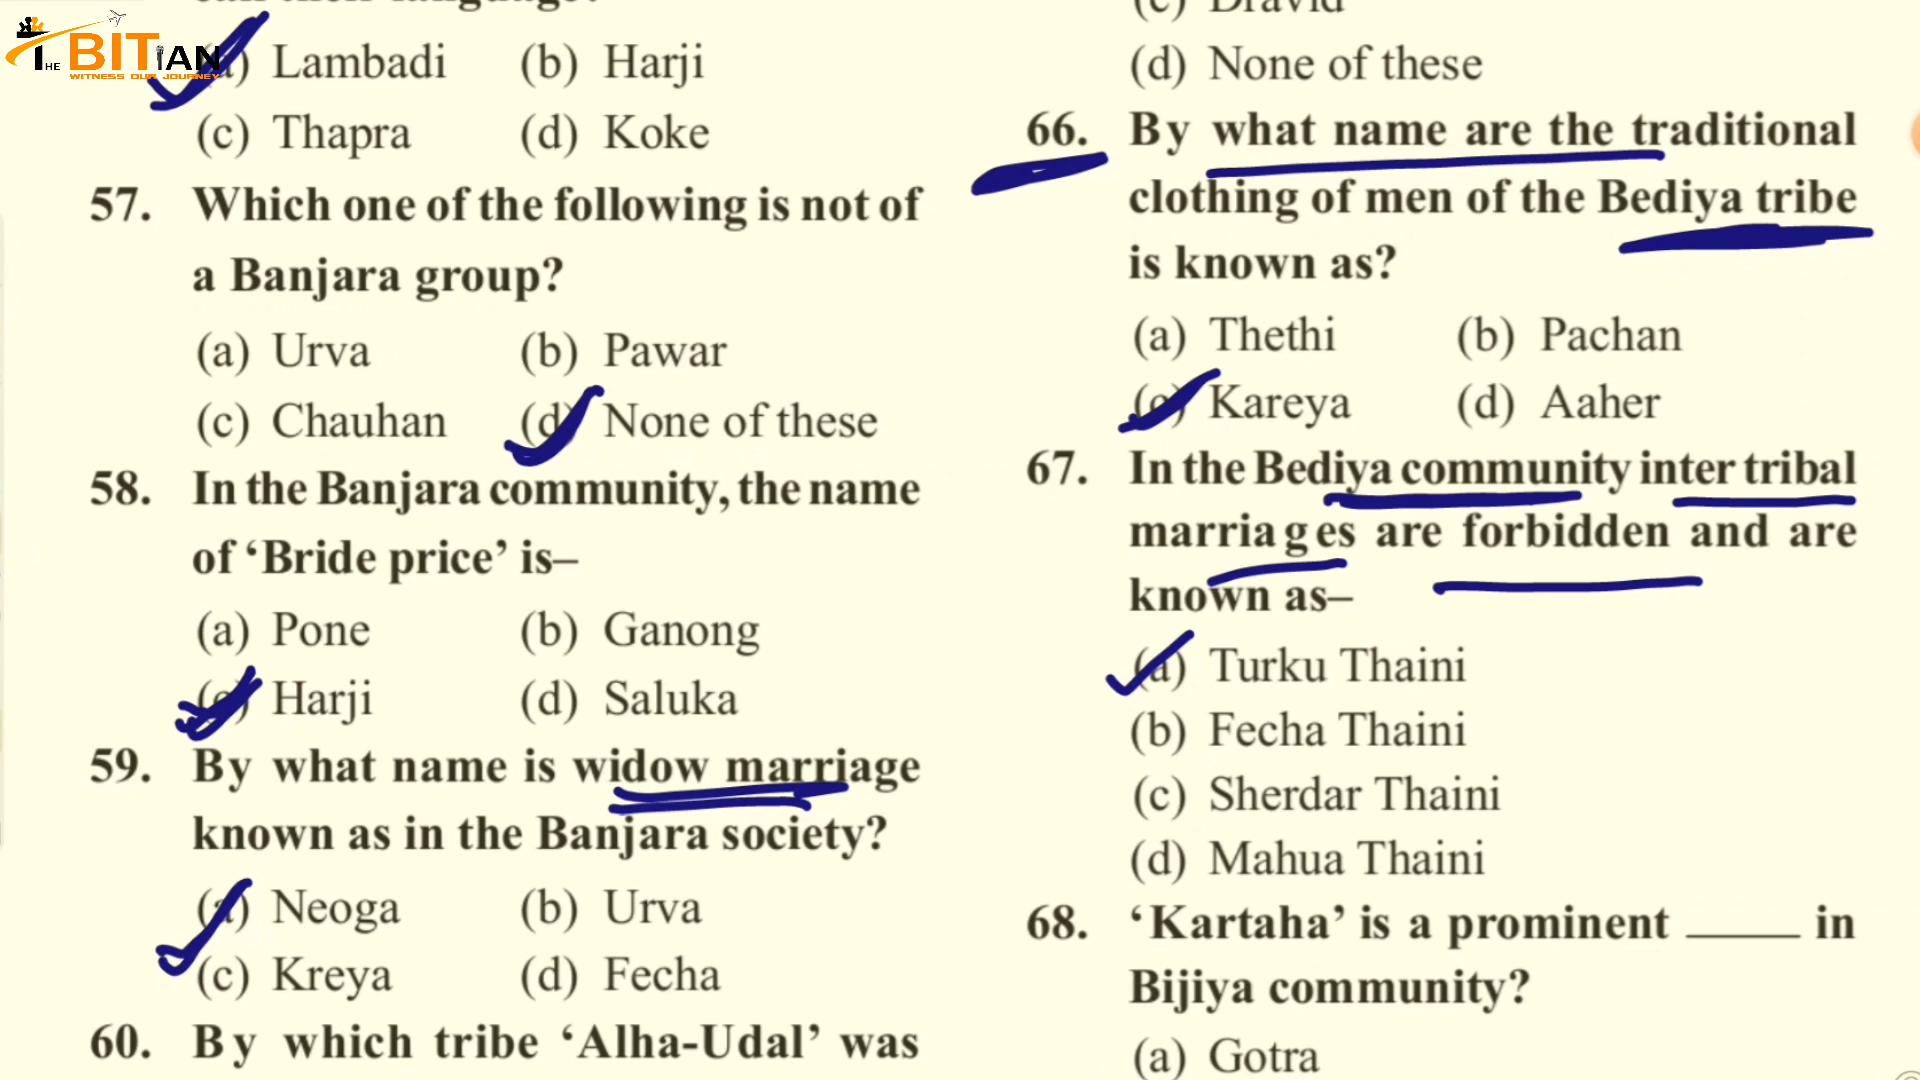 THE BITIAN
WITNESS OUR JOURNEY
(a) Lambadi (b) Harji
(c) Thapra (d) Koke
57. Which one of the following is not of
a Banjara group?
(a) Urva (b) Pawar
(c) Chauhan (d) None of these
58. In the Banjara community, the name
of ‘Bride price’ is–
(a) Pone (b) Ganong
(c) Harji (d) Saluka
59. By what name is widow marriage
known as in the Banjara society?
(a) Neoga (b) Urva
(c) Kreya (d) Fecha
60. By which tribe ‘Alha-Udal’ was
(c) Dravid
(d) None of these
66. By what name are the traditional
clothing of men of the Bediya tribe
is known as?
(a) Thethi (b) Pachan
(c) Kareya (d) Aaher
67. In the Bediya community inter tribal
marriages are forbidden and are
known as–
(a) Turku Thaini
(b) Fecha Thaini
(c) Sherdar Thaini
(d) Mahua Thaini
68. ‘Kartaha’ is a prominent _____ in
Bijiya community?
(a) Gotra